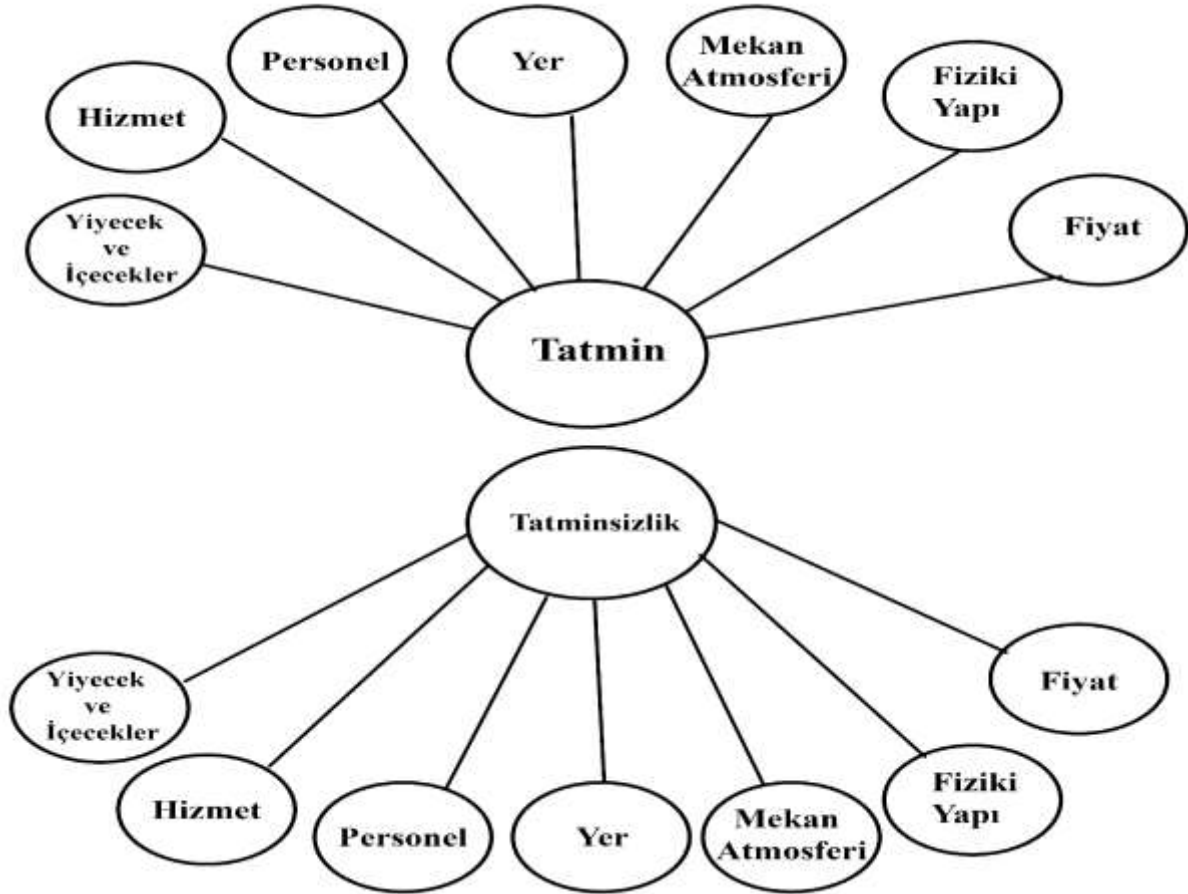 Personel
Yer
Mekan
Atmosferi
Fiziki
Yapı
Hizmet
Yiyecek
ve
İçecekler
Fiyat
Tatmin
Tatminsizlik
Yiyecek
ve
İçecekler
Fiyat
Hizmet
Personel
Yer
Mekan
Atmosferi
Fiziki
Yapı